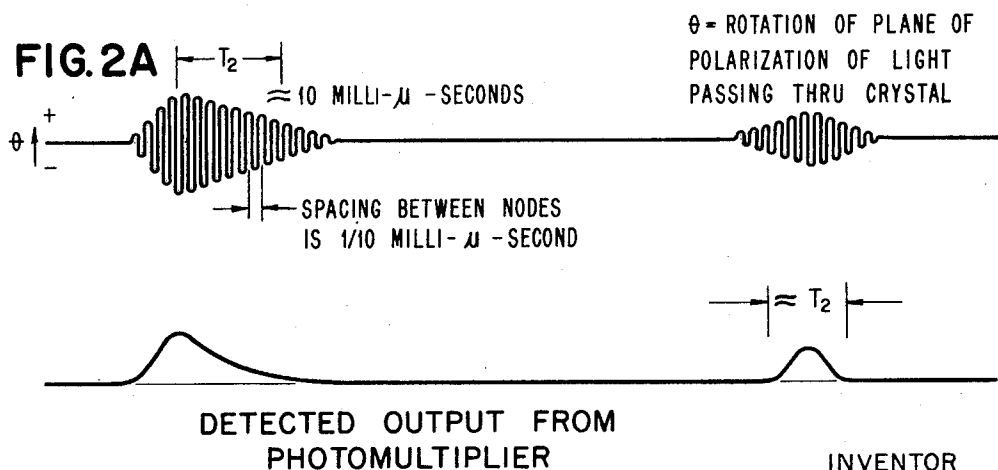 FIG. 2A
T₂
≈ 10 MILLI-μ-SECONDS
θ = ROTATION OF PLANE OF
POLARIZATION OF LIGHT
PASSING THRU CRYSTAL
+
θ
−
SPACING BETWEEN NODES
IS 1/10 MILLI-μ-SECOND
≈ T₂
DETECTED OUTPUT FROM
PHOTOMULTIPLIER
INVENTOR